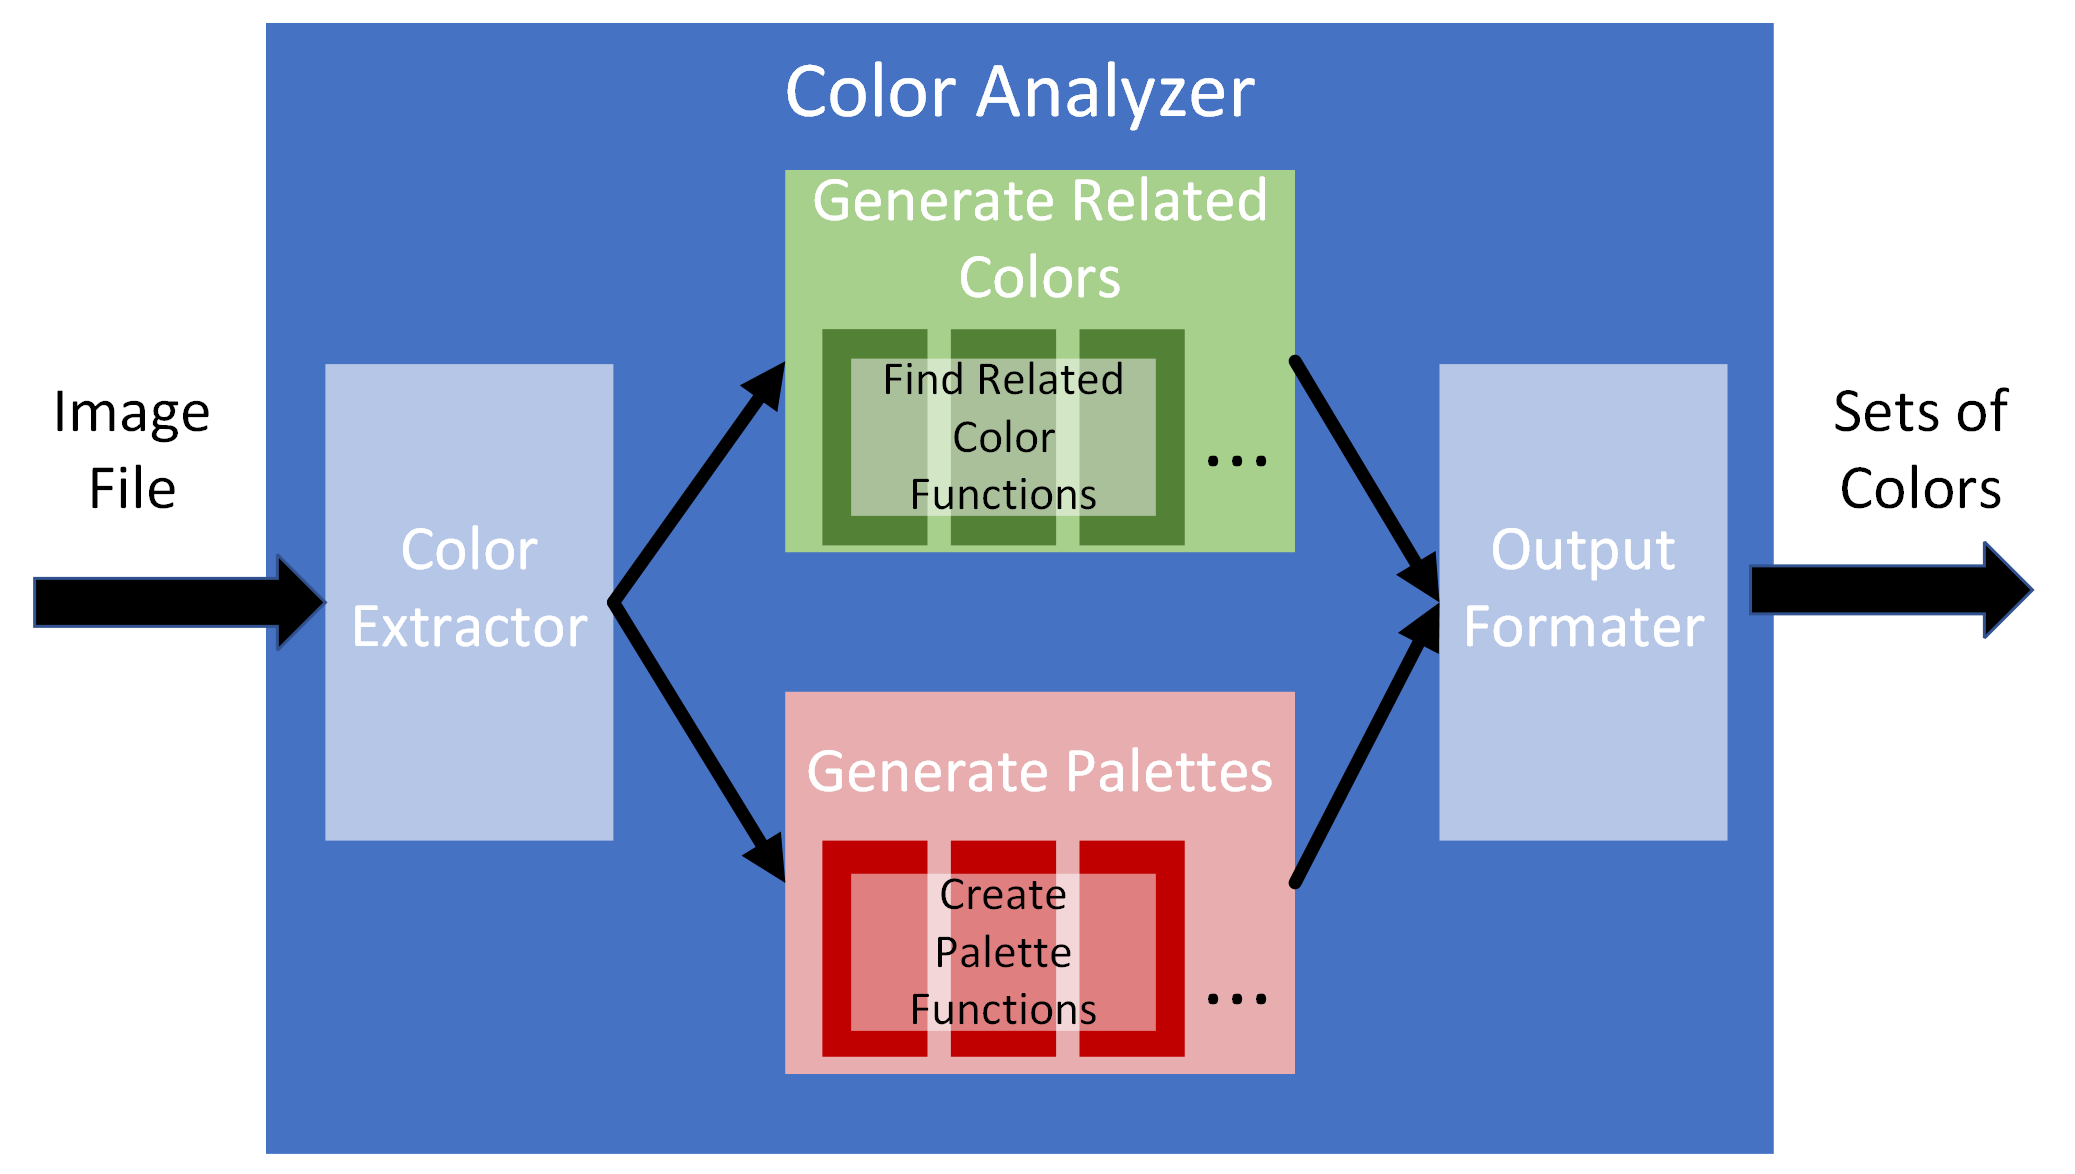 Color Analyzer
Image
File
Color
Extractor
Generate Related
Colors
Find Related
Color
Functions
...
Generate Palettes
Create
Palette
Functions
...
Output
Formater
Sets of
Colors